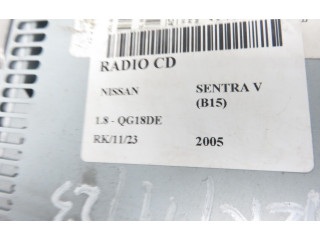 RADIO CD
NISSAN SENTRA V
(B15)
1.8 - QG18DE
RK/11/23 2005